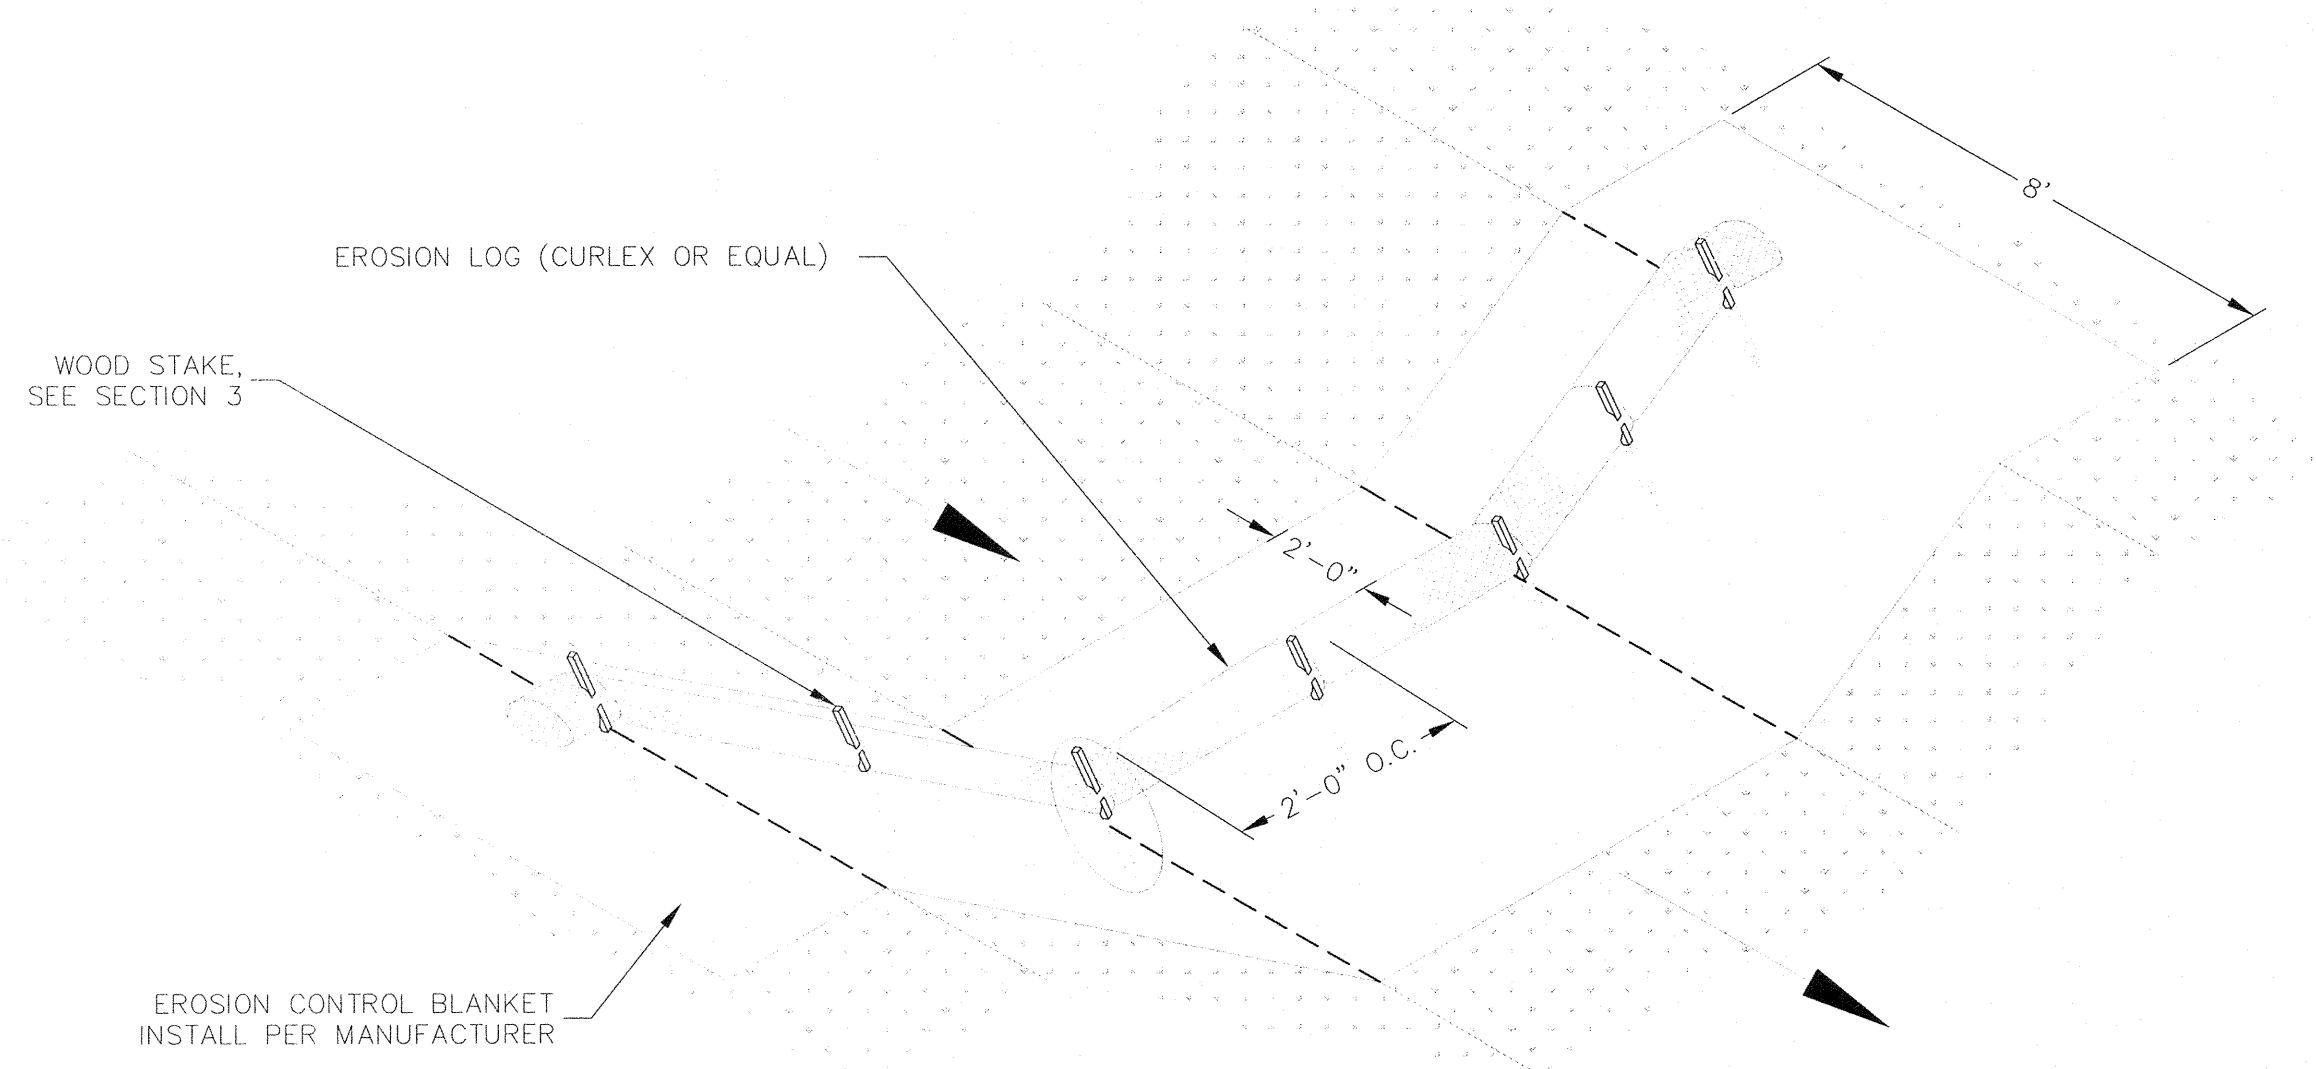 8'
EROSION LOG (CURLEX OR EQUAL)
WOOD STAKE,
SEE SECTION 3
2'-0"
2'-0" O.C.
EROSION CONTROL BLANKET
INSTALL PER MANUFACTURER